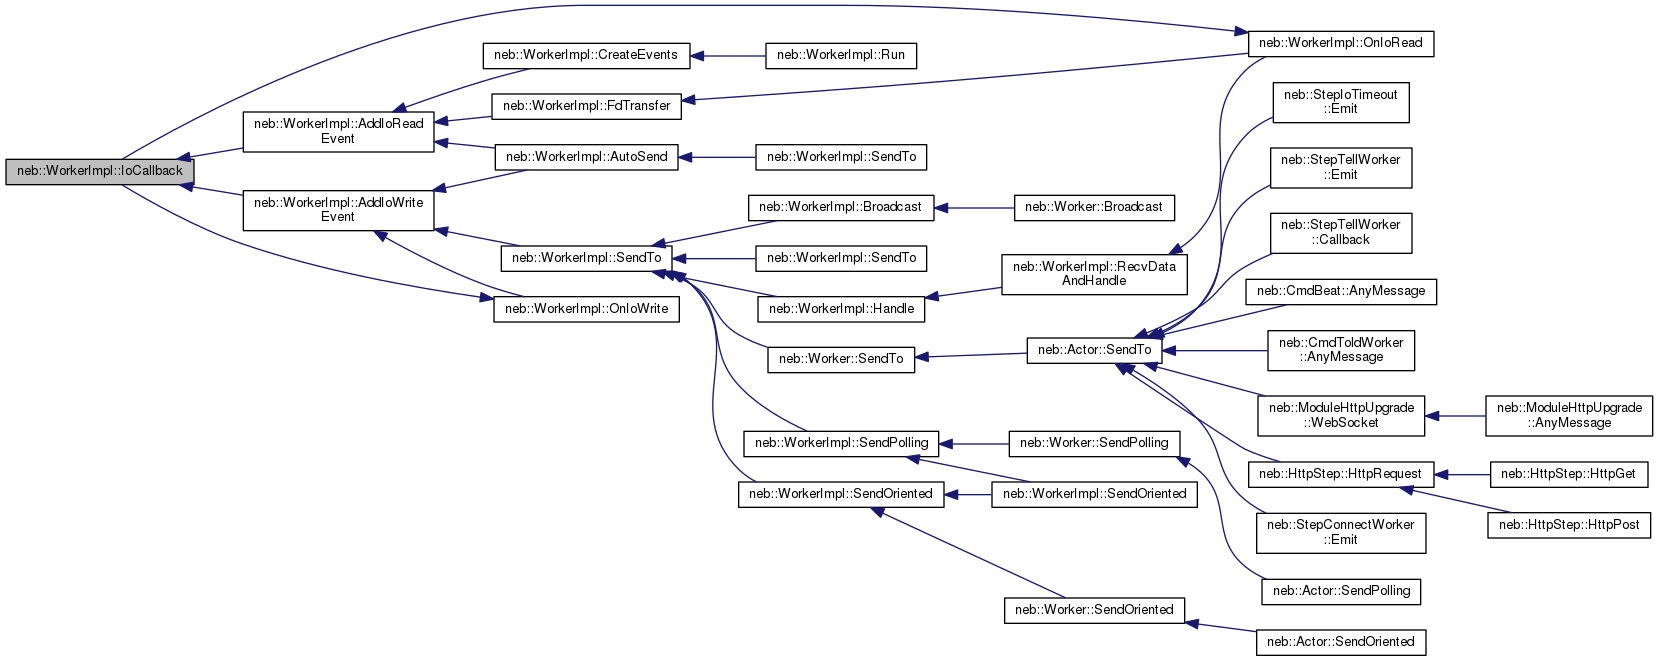 neb::WorkerImpl::IoCallback
neb::WorkerImpl::AddIoRead
Event
neb::WorkerImpl::AddIoWrite
Event
neb::WorkerImpl::CreateEvents
neb::WorkerImpl::FdTransfer
neb::WorkerImpl::AutoSend
neb::WorkerImpl::SendTo
neb::WorkerImpl::OnIoWrite
neb::WorkerImpl::Run
neb::WorkerImpl::SendTo
neb::WorkerImpl::Broadcast
neb::WorkerImpl::SendTo
neb::WorkerImpl::Handle
neb::Worker::SendTo
neb::WorkerImpl::SendPolling
neb::WorkerImpl::SendOriented
neb::Worker::Broadcast
neb::WorkerImpl::RecvData
AndHandle
neb::Actor::SendTo
neb::Worker::SendPolling
neb::WorkerImpl::SendOriented
neb::Worker::SendOriented
neb::WorkerImpl::OnIoRead
neb::StepIoTimeout
::Emit
neb::StepTellWorker
::Emit
neb::StepTellWorker
::Callback
neb::CmdBeat::AnyMessage
neb::CmdToldWorker
::AnyMessage
neb::ModuleHttpUpgrade
::WebSocket
neb::HttpStep::HttpRequest
neb::StepConnectWorker
::Emit
neb::Actor::SendPolling
neb::Actor::SendOriented
neb::ModuleHttpUpgrade
::AnyMessage
neb::HttpStep::HttpGet
neb::HttpStep::HttpPost